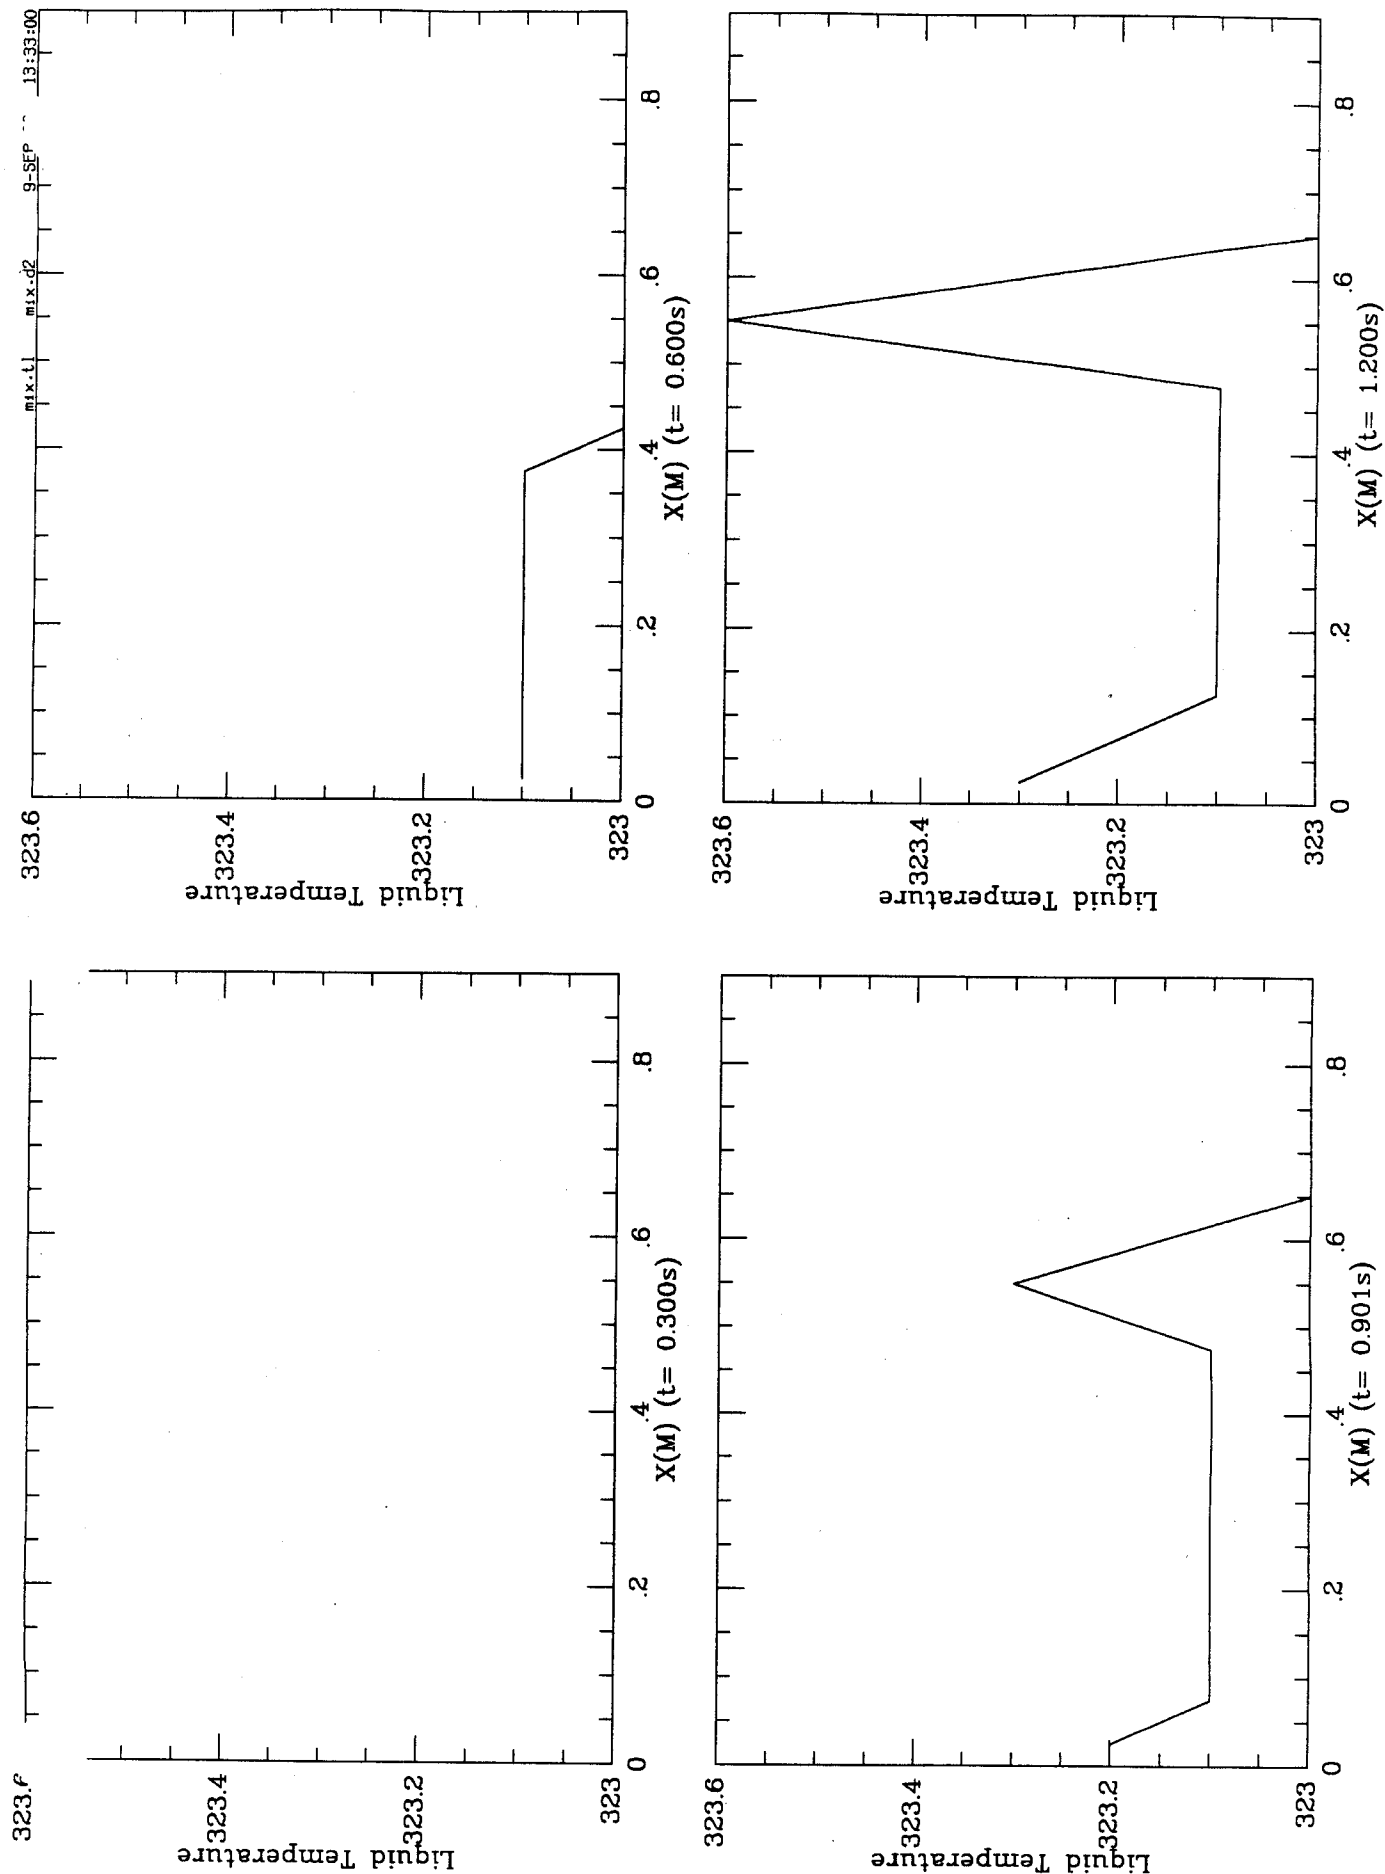 mix.tl mix.d2 9-SEP 13:33:00
Liquid Temperature
323.4
323.2
323
0 .2 .4 .6 .8
X(M) (t= 0.300s)
Liquid Temperature
323.6
323.4
323.2
323
0 .2 .4 .6 .8
X(M) (t= 0.600s)
Liquid Temperature
323.6
323.4
323.2
323
0 .2 .4 .6 .8
X(M) (t= 0.901s)
Liquid Temperature
323.6
323.4
323.2
323
0 .2 .4 .6 .8
X(M) (t= 1.200s)